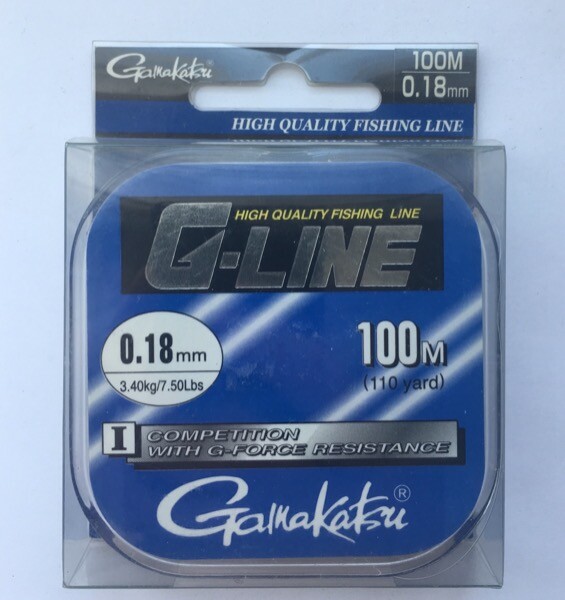 Gamakatsu
100M
0.18mm
HIGH QUALITY FISHING LINE
HIGH QUALITY FISHING LINE
G-LINE
0.18mm
3.40kg/7.50Lbs
100M
(110 yard)
I COMPETITION
WITH G-FORCE RESISTANCE
Gamakatsu®